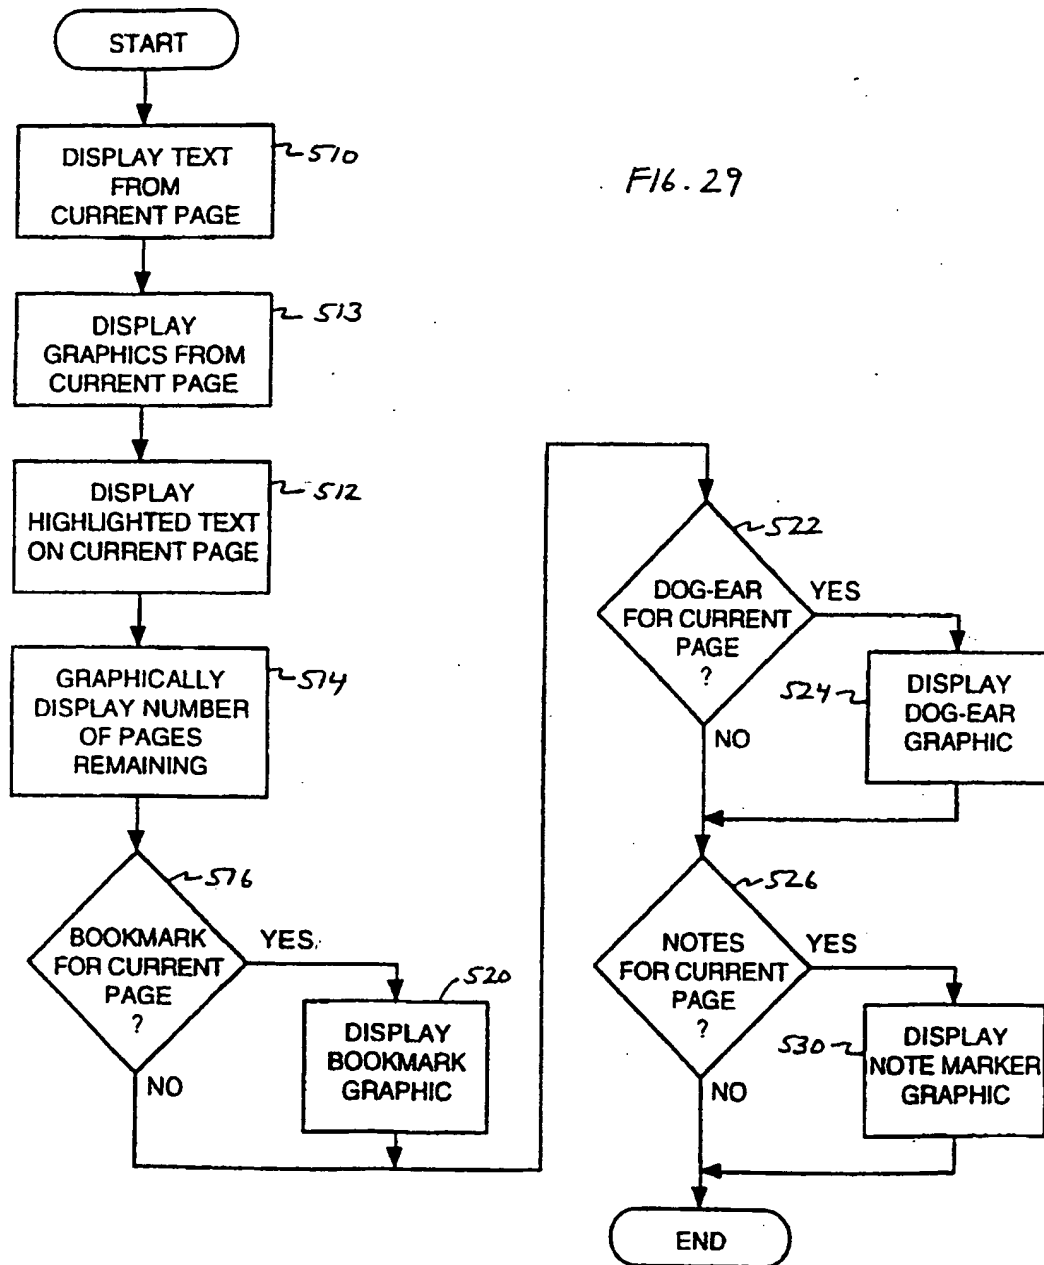 START
DISPLAY TEXT
FROM
CURRENT PAGE
510
FIG. 29
DISPLAY
GRAPHICS FROM
CURRENT PAGE
513
DISPLAY
HIGHLIGHTED TEXT
ON CURRENT PAGE
512
GRAPHICALLY
DISPLAY NUMBER
OF PAGES
REMAINING
514
BOOKMARK
FOR CURRENT
PAGE
?
516
YES
NO
520
DISPLAY
BOOKMARK
GRAPHIC
522
DOG-EAR
FOR CURRENT
PAGE
?
YES
NO
524
DISPLAY
DOG-EAR
GRAPHIC
526
NOTES
FOR CURRENT
PAGE
?
YES
NO
530
DISPLAY
NOTE MARKER
GRAPHIC
END